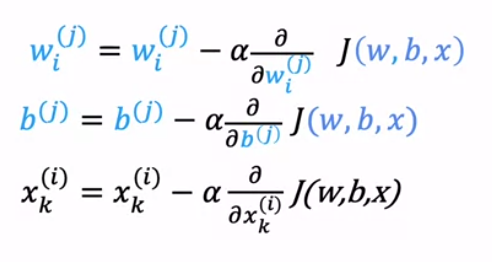 w_i^(j) = w_i^(j) − α ∂/∂w_i^(j) J(w, b, x)
b^(j) = b^(j) − α ∂/∂b^(j) J(w, b, x)
x_k^(i) = x_k^(i) − α ∂/∂x_k^(i) J(w,b,x)